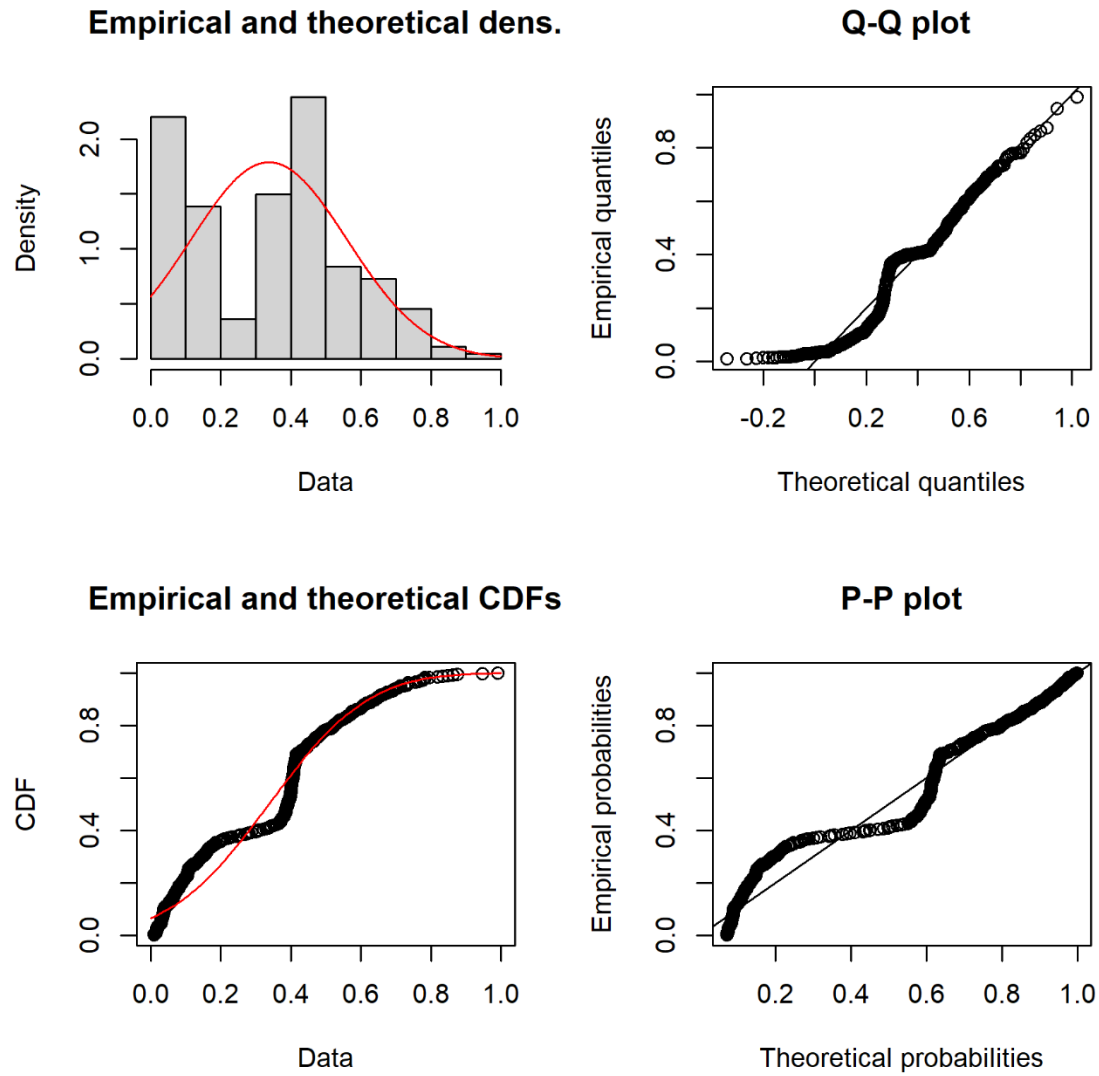 Empirical and theoretical dens.
Density
0.0
1.0
2.0
0.0 0.2 0.4 0.6 0.8 1.0
Data
Q-Q plot
Empirical quantiles
0.0
0.4
0.8
-0.2 0.2 0.6 1.0
Theoretical quantiles
Empirical and theoretical CDFs
CDF
0.0
0.4
0.8
0.0 0.2 0.4 0.6 0.8 1.0
Data
P-P plot
Empirical probabilities
0.0
0.4
0.8
0.2 0.4 0.6 0.8 1.0
Theoretical probabilities